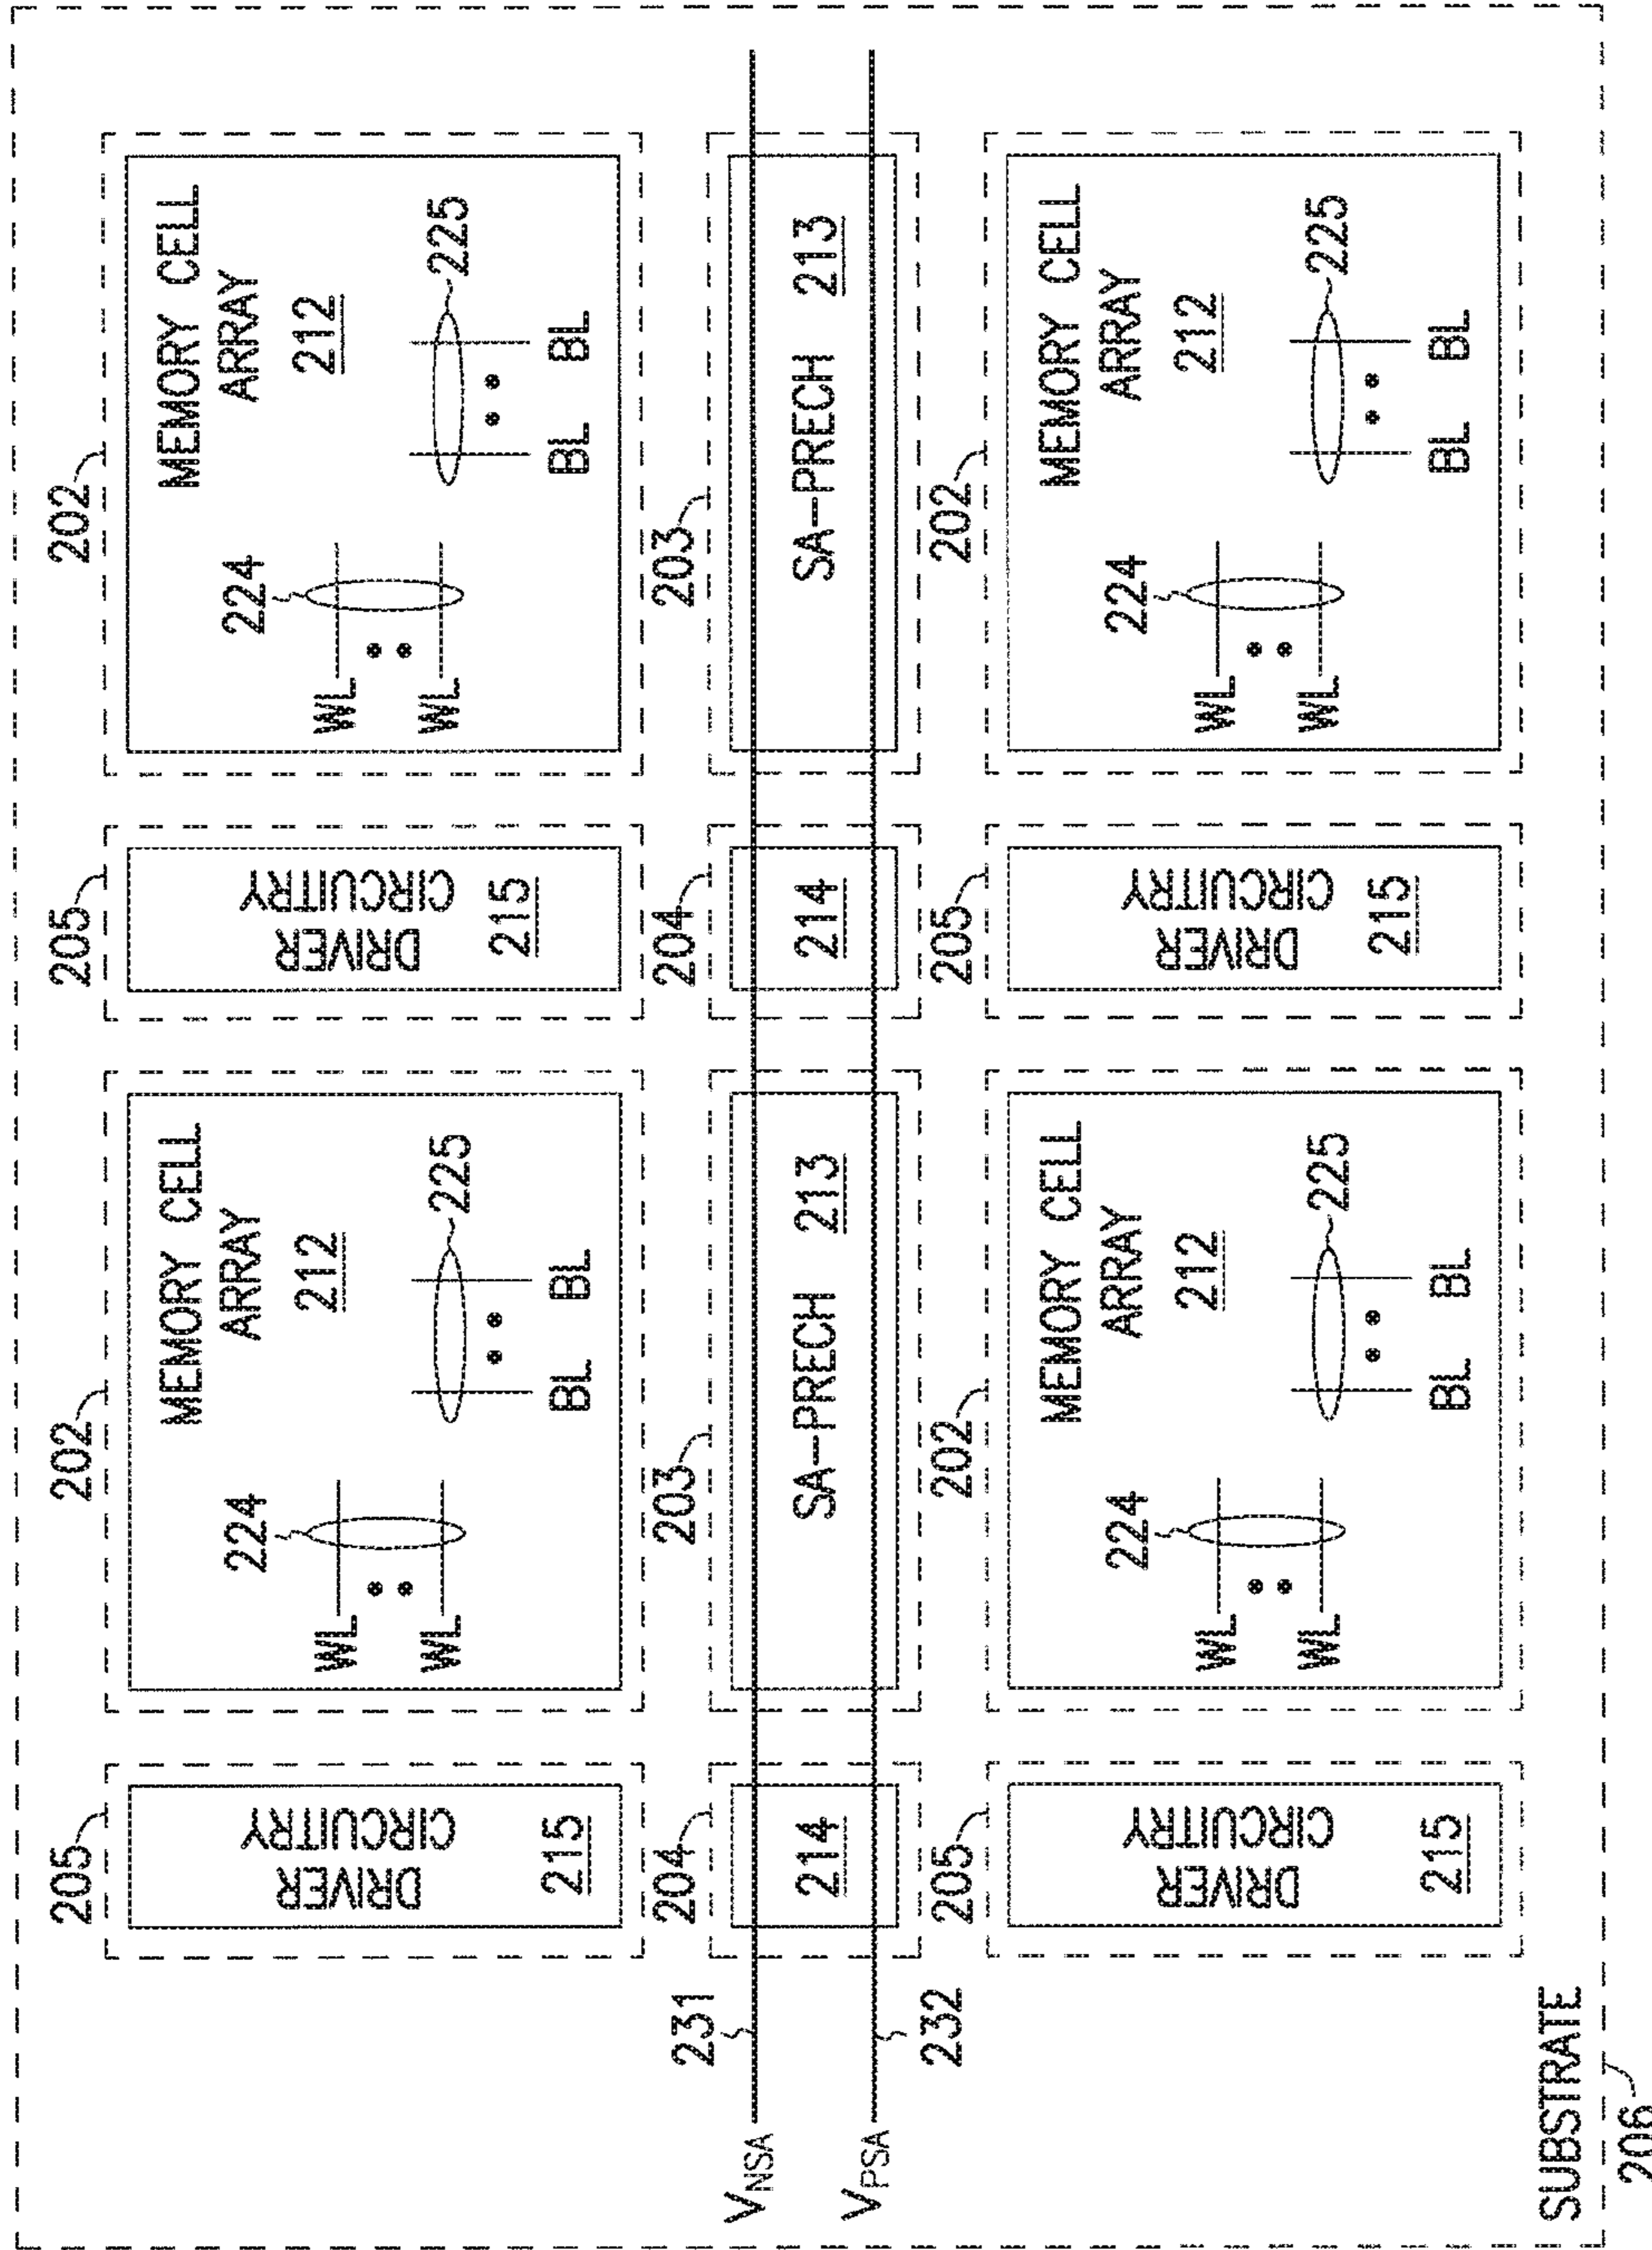 205
DRIVER
CIRCUITRY
215
202
MEMORY CELL
ARRAY
212
224
WL
WL
225
BL
BL
205
DRIVER
CIRCUITRY
215
202
MEMORY CELL
ARRAY
212
224
WL
WL
225
BL
BL
VNSA
231
VPSA
232
204
214
203
SA-PRECH 213
204
214
203
SA-PRECH 213
205
DRIVER
CIRCUITRY
215
202
MEMORY CELL
ARRAY
212
224
WL
WL
225
BL
BL
205
DRIVER
CIRCUITRY
215
202
MEMORY CELL
ARRAY
212
224
WL
WL
225
BL
BL
SUBSTRATE
206